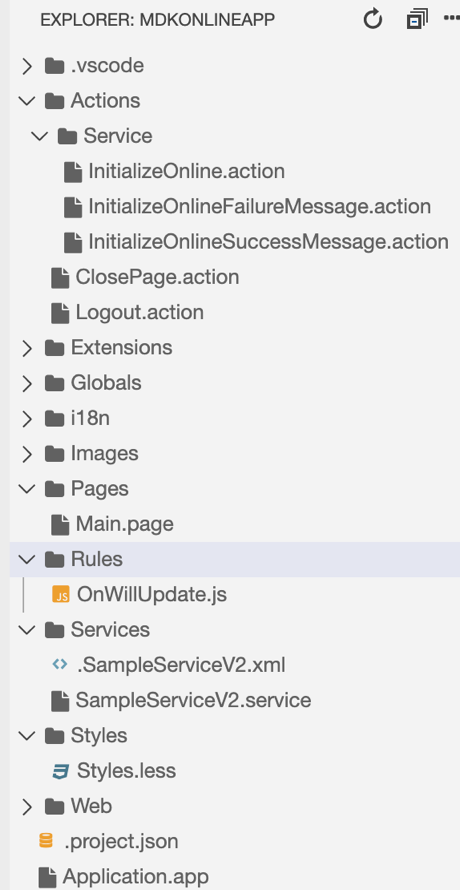 EXPLORER: MDKONLINEAPP
.vscode
Actions
Service
InitializeOnline.action
InitializeOnlineFailureMessage.action
InitializeOnlineSuccessMessage.action
ClosePage.action
Logout.action
Extensions
Globals
i18n
Images
Pages
Main.page
Rules
JS OnWillUpdate.js
Services
.SampleServiceV2.xml
SampleServiceV2.service
Styles
Styles.less
Web
.project.json
Application.app